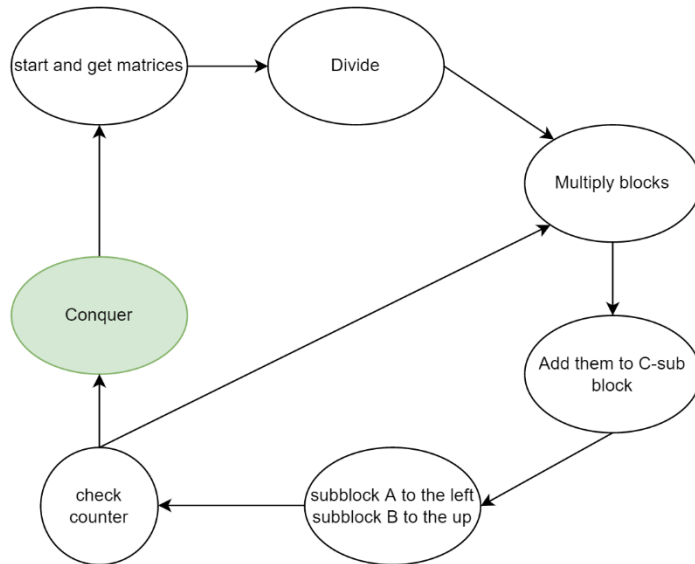 start and get matrices
Divide
Multiply blocks
Add them to C-sub
block
subblock A to the left
subblock B to the up
check
counter
Conquer